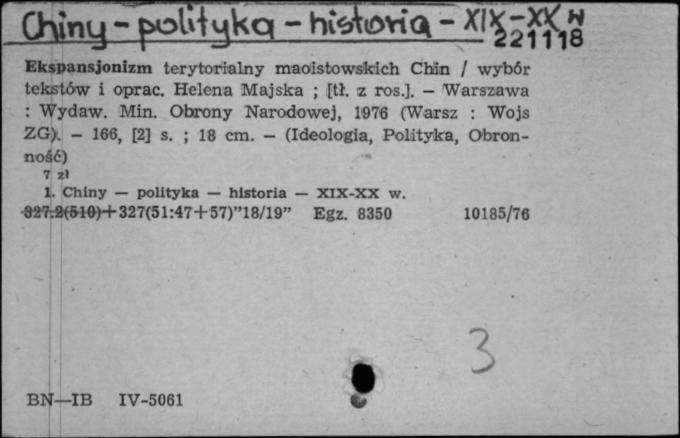 Chiny - polityka - historia - XIX-XX w
221118
Ekspansjonizm terytorialny maoistowskich Chin / wybór
tekstów i oprac. Helena Majska ; [tł. z ros.]. — Warszawa
: Wydaw. Min. Obrony Narodowej, 1976 (Warsz : Wojs
ZG). — 166, [2] s. ; 18 cm. — (Ideologia, Polityka, Obron-
ność)
7 zł
1. Chiny — polityka — historia — XIX-XX w.
327.2(510)+327(51:47+57)”18/19” Egz. 8350 10185/76
3
BN—IB IV-5061